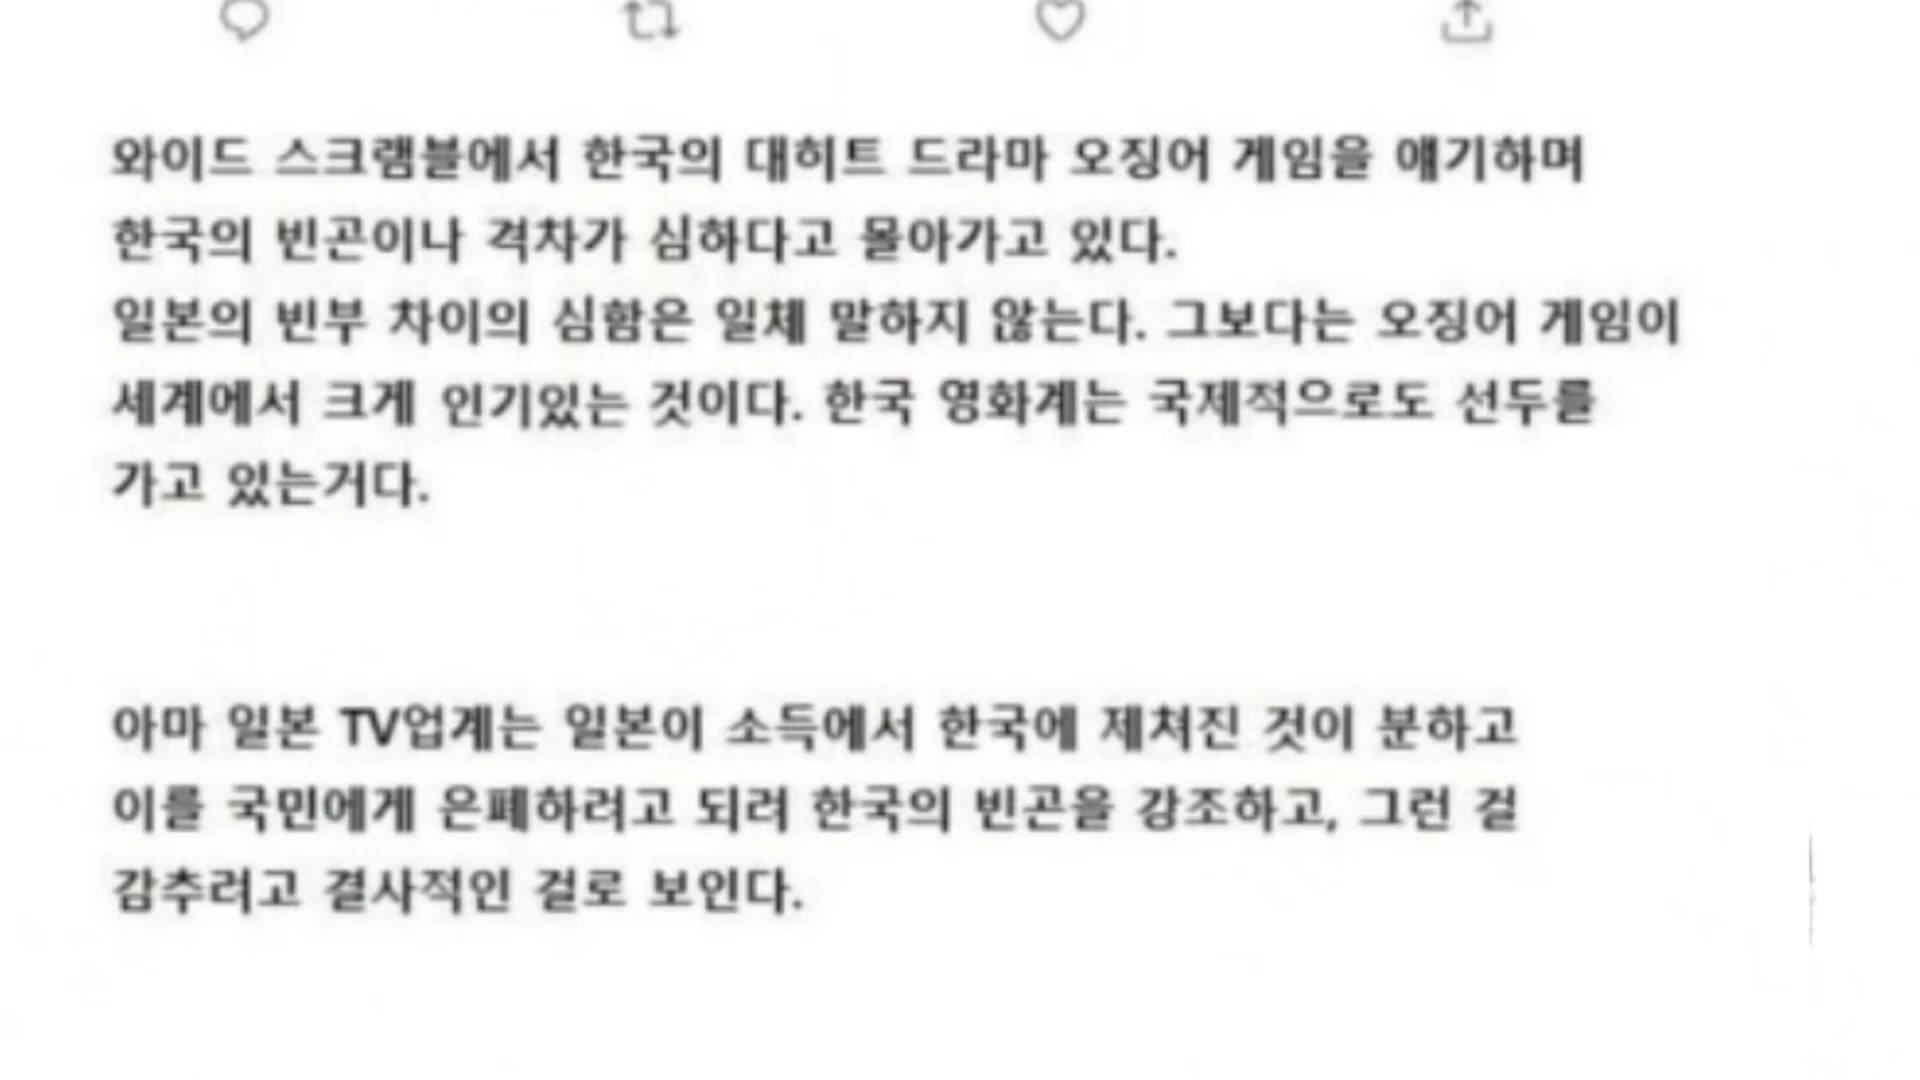 와이드 스크램블에서 한국의 대히트 드라마 오징어 게임을 얘기하며
한국의 빈곤이나 격차가 심하다고 몰아가고 있다.
일본의 빈부 차이의 심함은 일체 말하지 않는다. 그보다는 오징어 게임이
세계에서 크게 인기있는 것이다. 한국 영화계는 국제적으로도 선두를
가고 있는거다.
아마 일본 TV업계는 일본이 소득에서 한국에 제쳐진 것이 분하고
이를 국민에게 은폐하려고 되려 한국의 빈곤을 강조하고, 그런 걸
감추려고 결사적인 걸로 보인다.